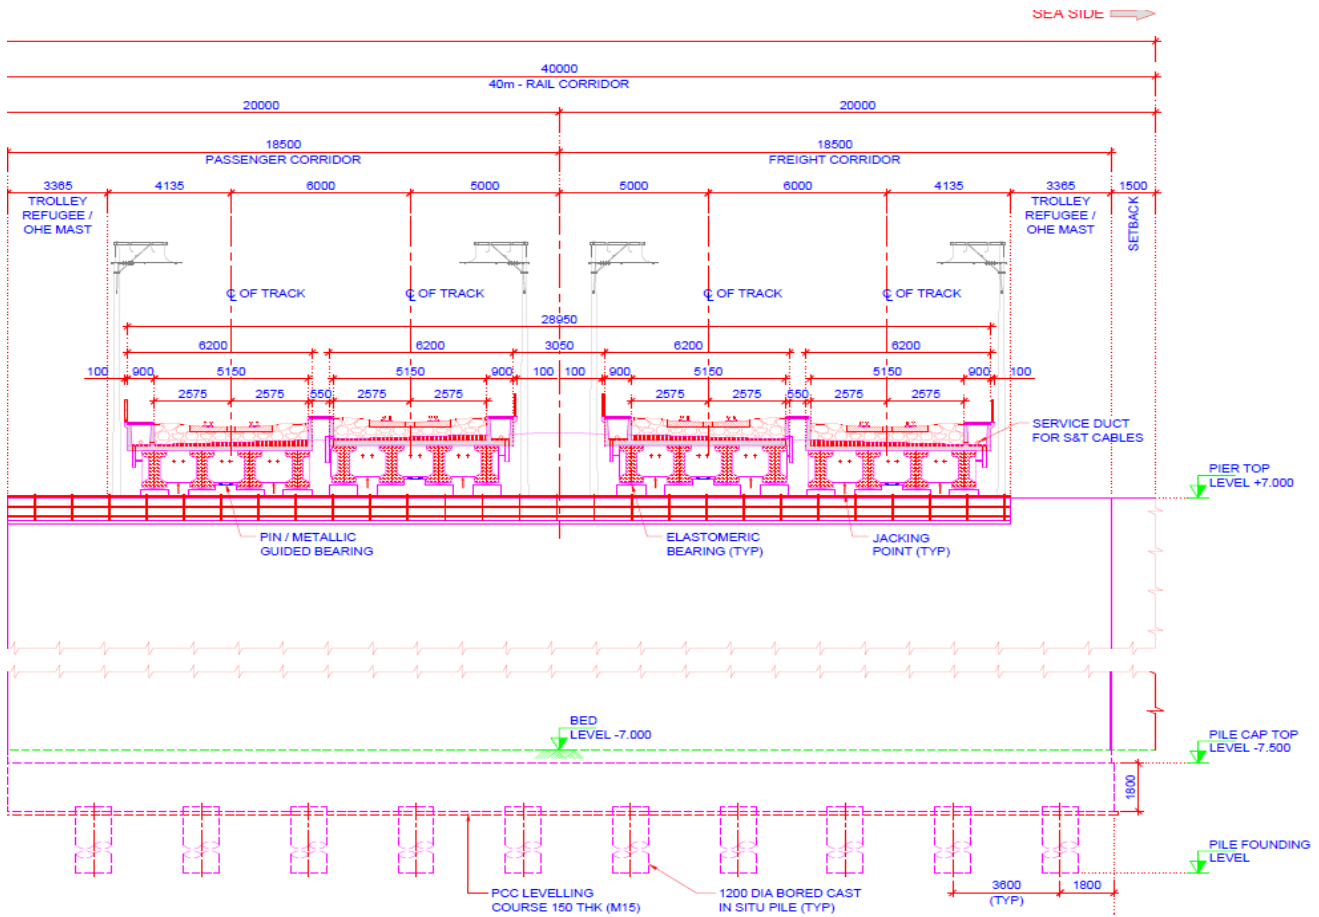 SEA SIDE
40000
40m - RAIL CORRIDOR
20000 20000
18500 18500
PASSENGER CORRIDOR FREIGHT CORRIDOR
3365 4135 6000 5000 5000 6000 4135 3365 1500
TROLLEY
REFUGEE /
OHE MAST
TROLLEY
REFUGEE /
OHE MAST
SETBACK
℄ OF TRACK ℄ OF TRACK ℄ OF TRACK ℄ OF TRACK
28950
6200 6200 3050 6200 6200
100 900 5150 5150 900 100 100 900 5150 5150 900 100
2575 2575 550 2575 2575 2575 2575 550 2575 2575
SERVICE DUCT
FOR S&T CABLES
PIER TOP
LEVEL +7.000
PIN / METALLIC
GUIDED BEARING
ELASTOMERIC
BEARING (TYP)
JACKING
POINT (TYP)
BED
LEVEL -7.000
PILE CAP TOP
LEVEL -7.500
1800
PILE FOUNDING
LEVEL
3600 1800
(TYP)
PCC LEVELLING
COURSE 150 THK (M15)
1200 DIA BORED CAST
IN SITU PILE (TYP)